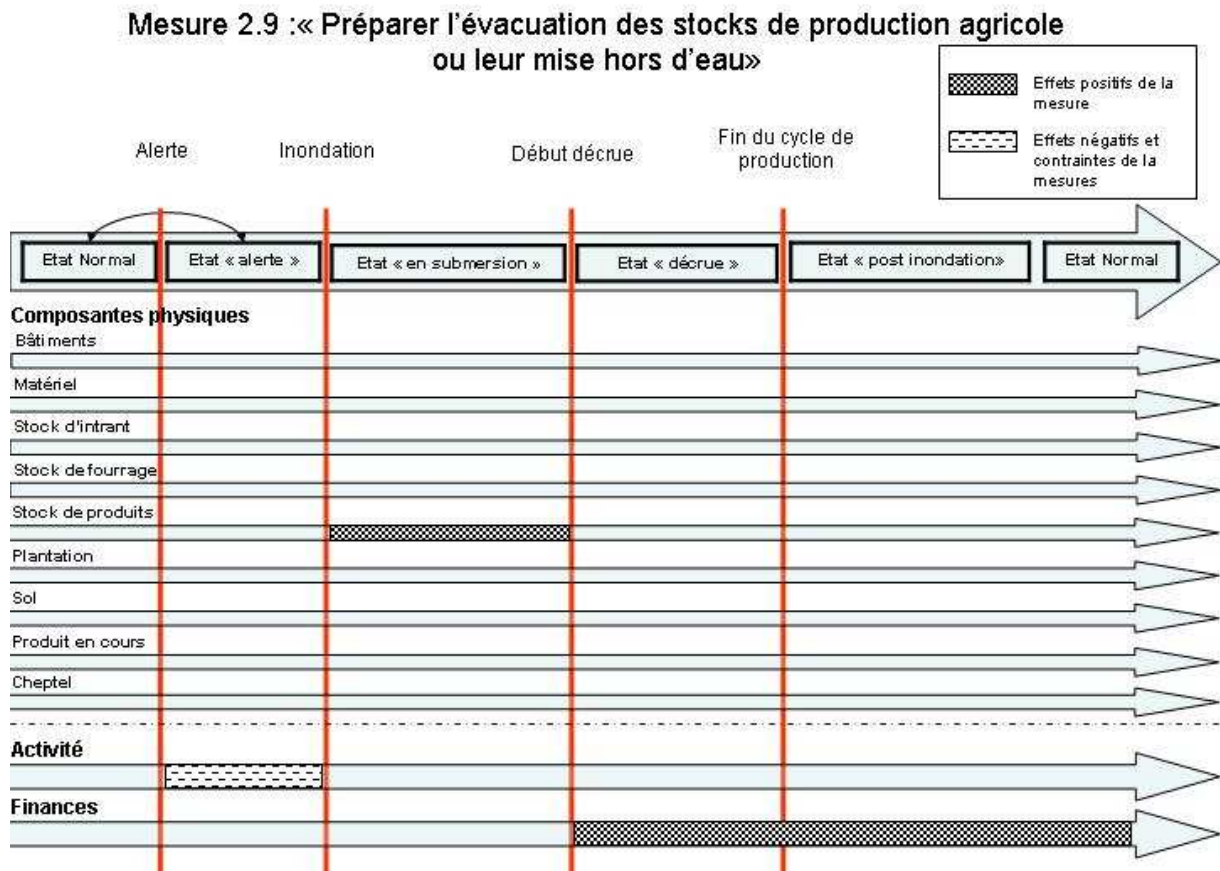 Mesure 2.9 :« Préparer l'évacuation des stocks de production agricole
ou leur mise hors d'eau»
Effets positifs de la
mesure
Effets négatifs et
contraintes de la
mesures
Alerte
Inondation
Début décrue
Fin du cycle de
production
Etat Normal
Etat « alerte »
Etat « en submersion »
Etat « décrue »
Etat « post inondation»
Etat Normal
Composantes physiques
Bâtiments
Matériel
Stock d'intrant
Stock de fourrage
Stock de produits
Plantation
Sol
Produit en cours
Cheptel
Activité
Finances